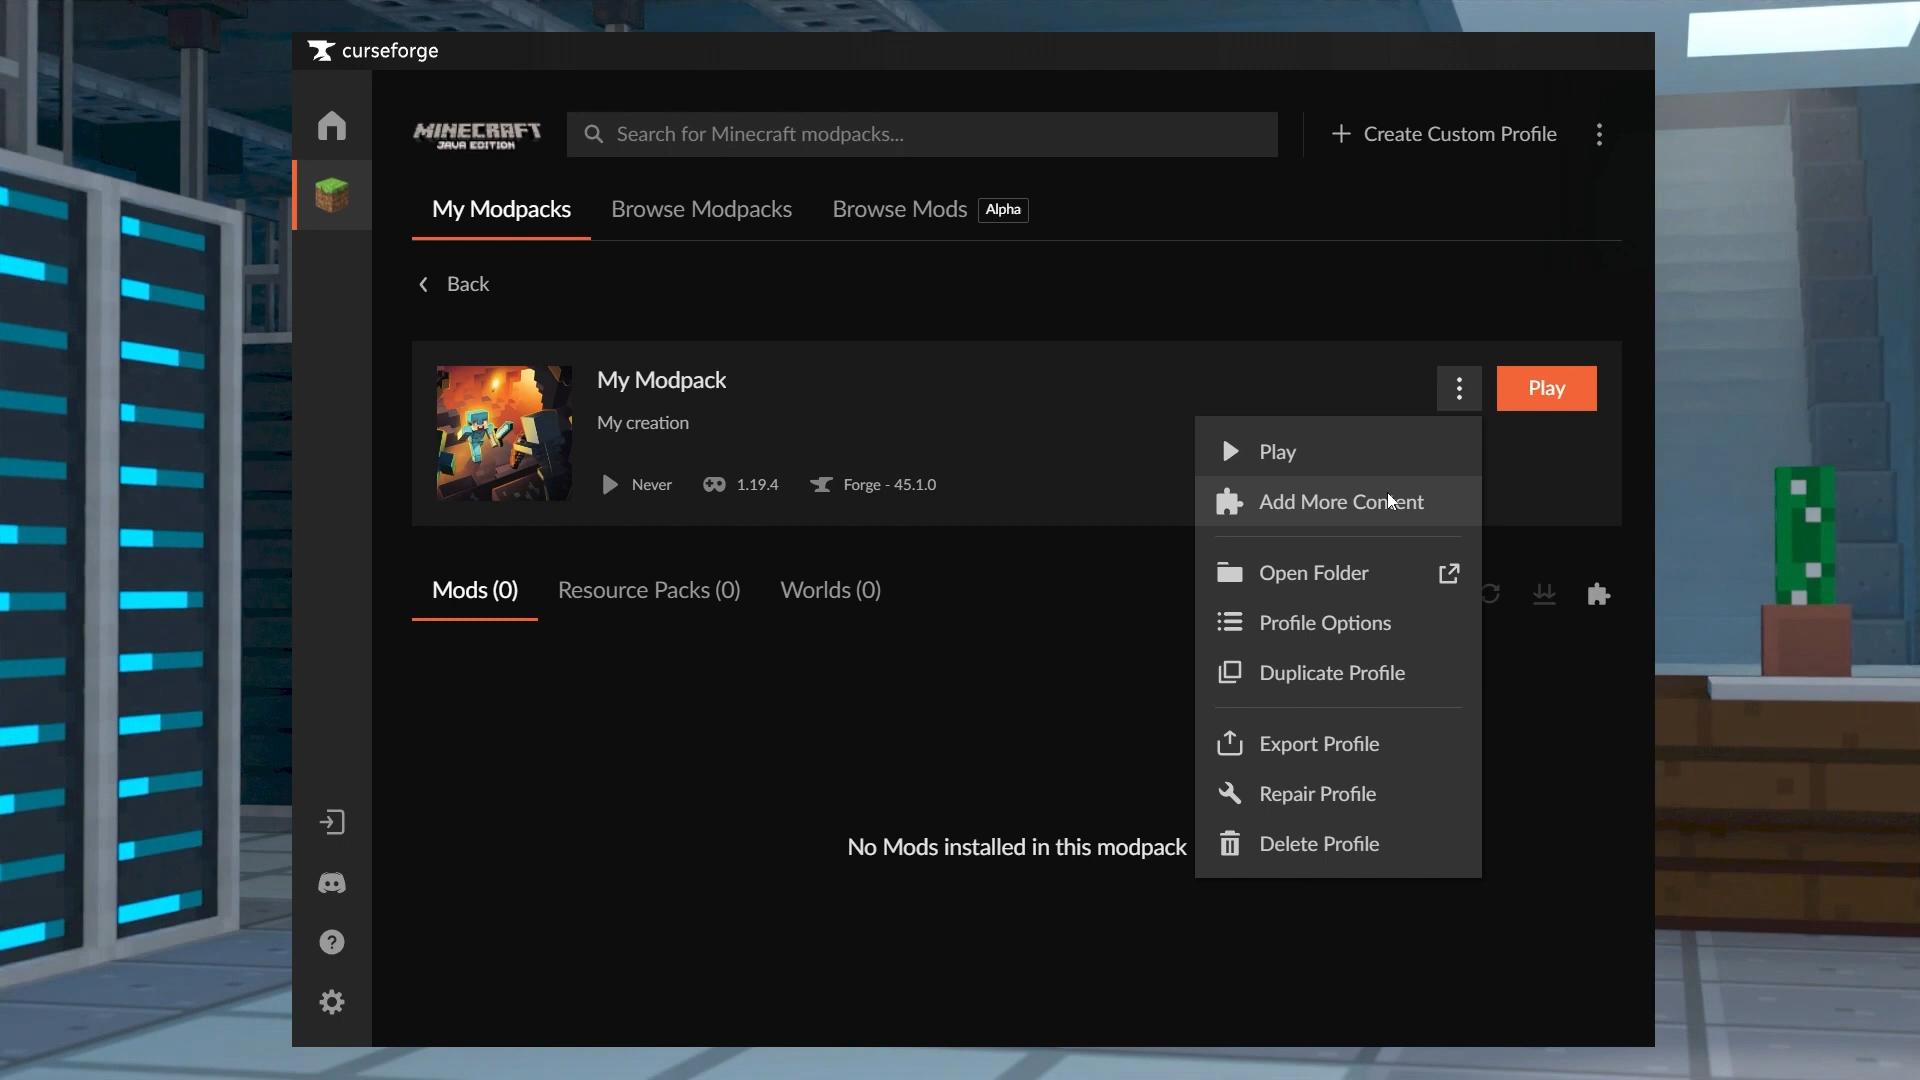 curseforge
MINECRAFT
JAVA EDITION
Search for Minecraft modpacks...
Create Custom Profile
My Modpacks
Browse Modpacks
Browse Mods
Alpha
Back
My Modpack
Play
My creation
Play
Never
1.19.4
Forge - 45.1.0
Add More Content
Open Folder
Mods (0)
Resource Packs (0)
Worlds (0)
Profile Options
Duplicate Profile
Export Profile
Repair Profile
No Mods installed in this modpack
Delete Profile